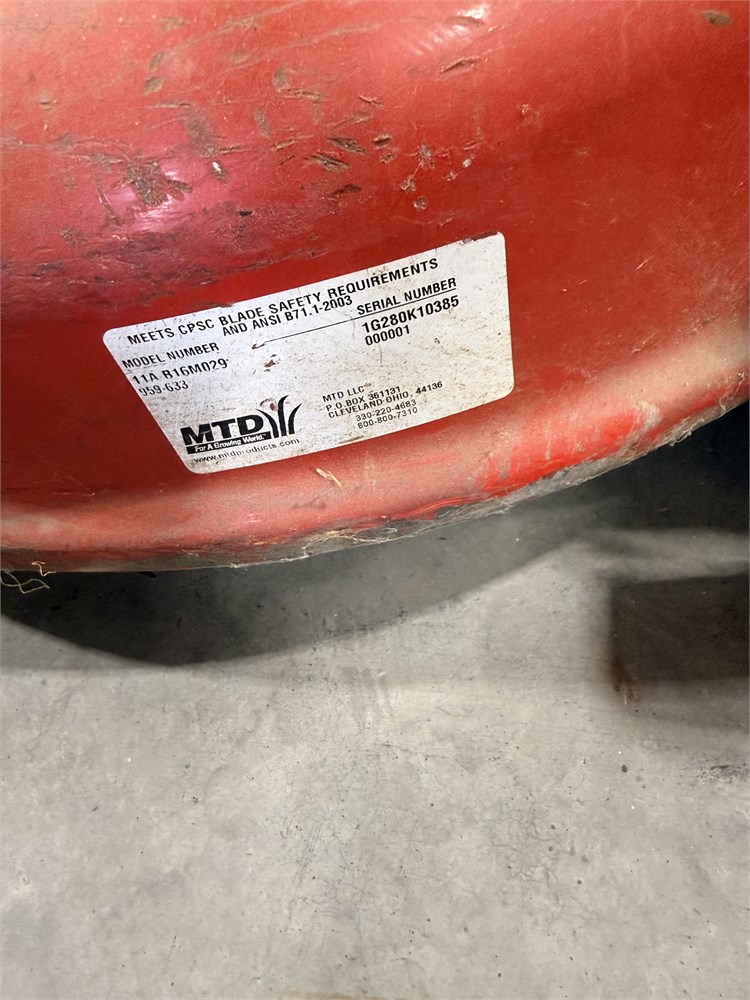 MEETS CPSC BLADE SAFETY REQUIREMENTS
AND ANSI B71.1-2003
MODEL NUMBER
SERIAL NUMBER
11A B16M029
1G280K10385
959-633
000001
MTD
For A Growing World.
www.mtdproducts.com
MTD LLC
P.O.BOX 361131
CLEVELAND OHIO, 44136
330-220-4683
800-800-7310